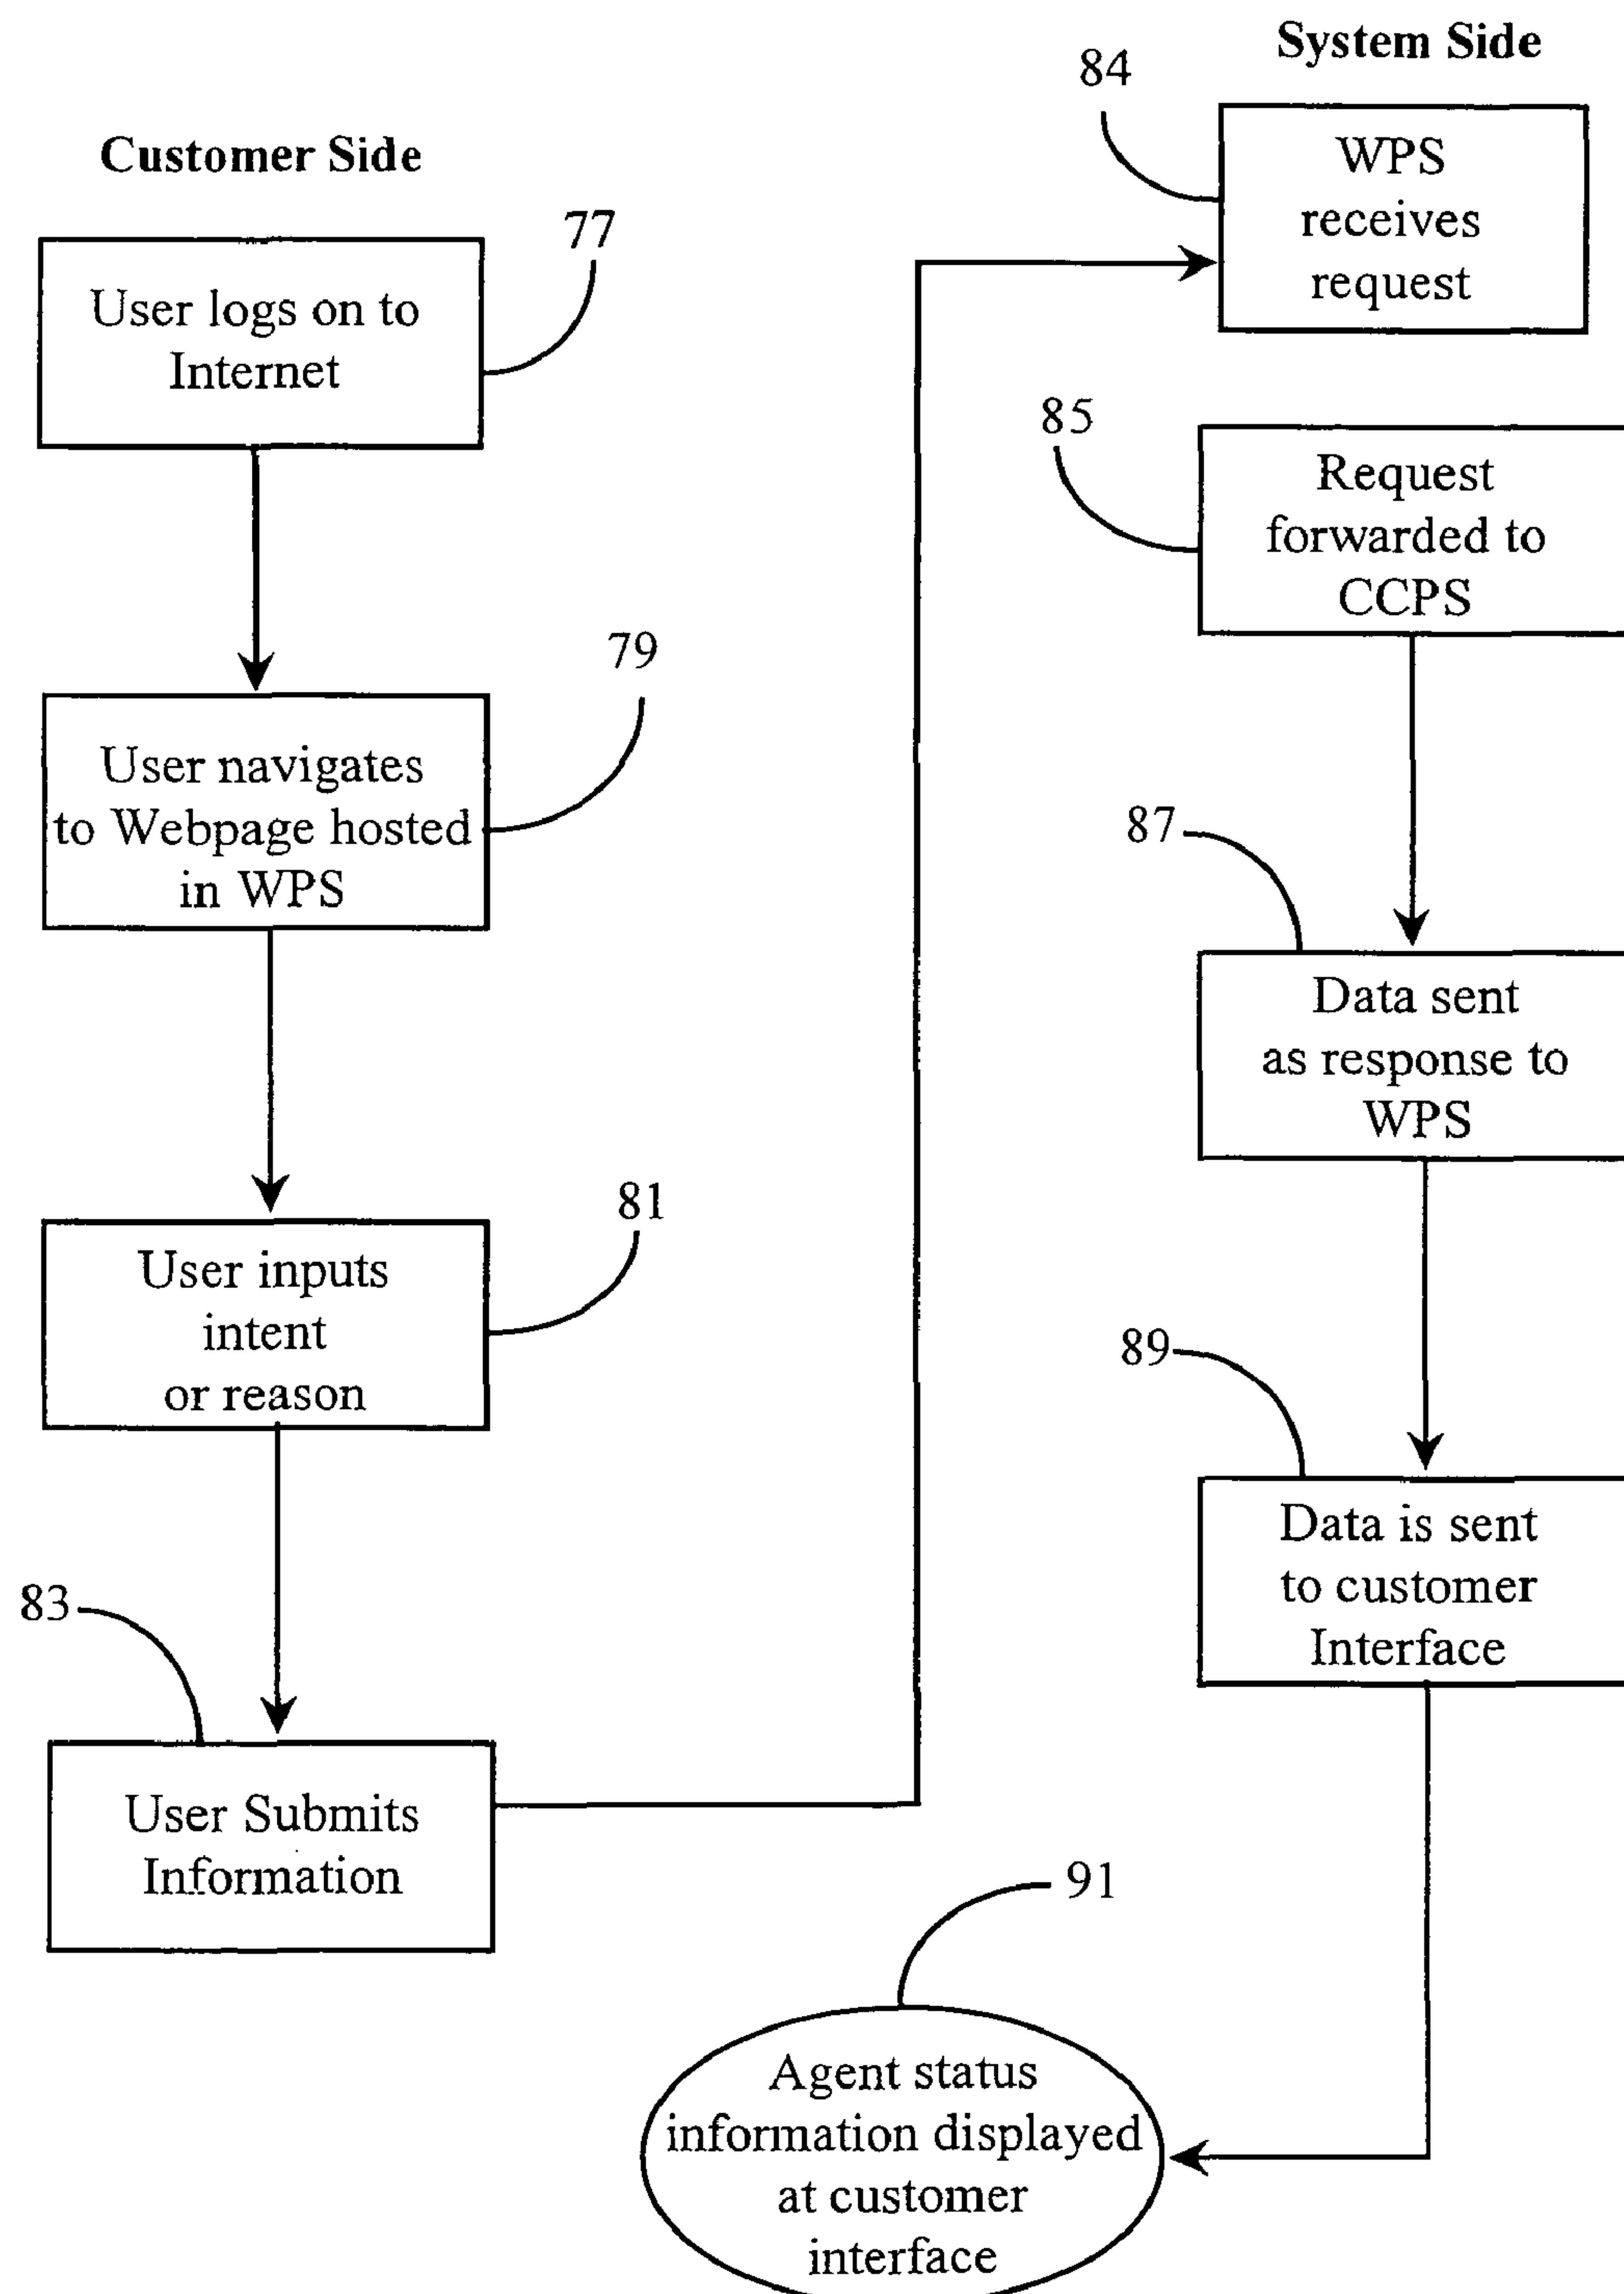 Customer Side
77
User logs on to
Internet
79
User navigates
to Webpage hosted
in WPS
81
User inputs
intent
or reason
83
User Submits
Information
System Side
84
WPS
receives
request
85
Request
forwarded to
CCPS
87
Data sent
as response to
WPS
89
Data is sent
to customer
Interface
91
Agent status
information displayed
at customer
interface